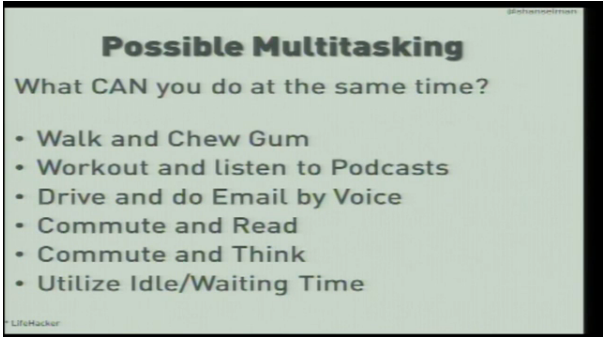 @shanselman
Possible Multitasking
What CAN you do at the same time?
• Walk and Chew Gum
• Workout and listen to Podcasts
• Drive and do Email by Voice
• Commute and Read
• Commute and Think
• Utilize Idle/Waiting Time
* LifeHacker